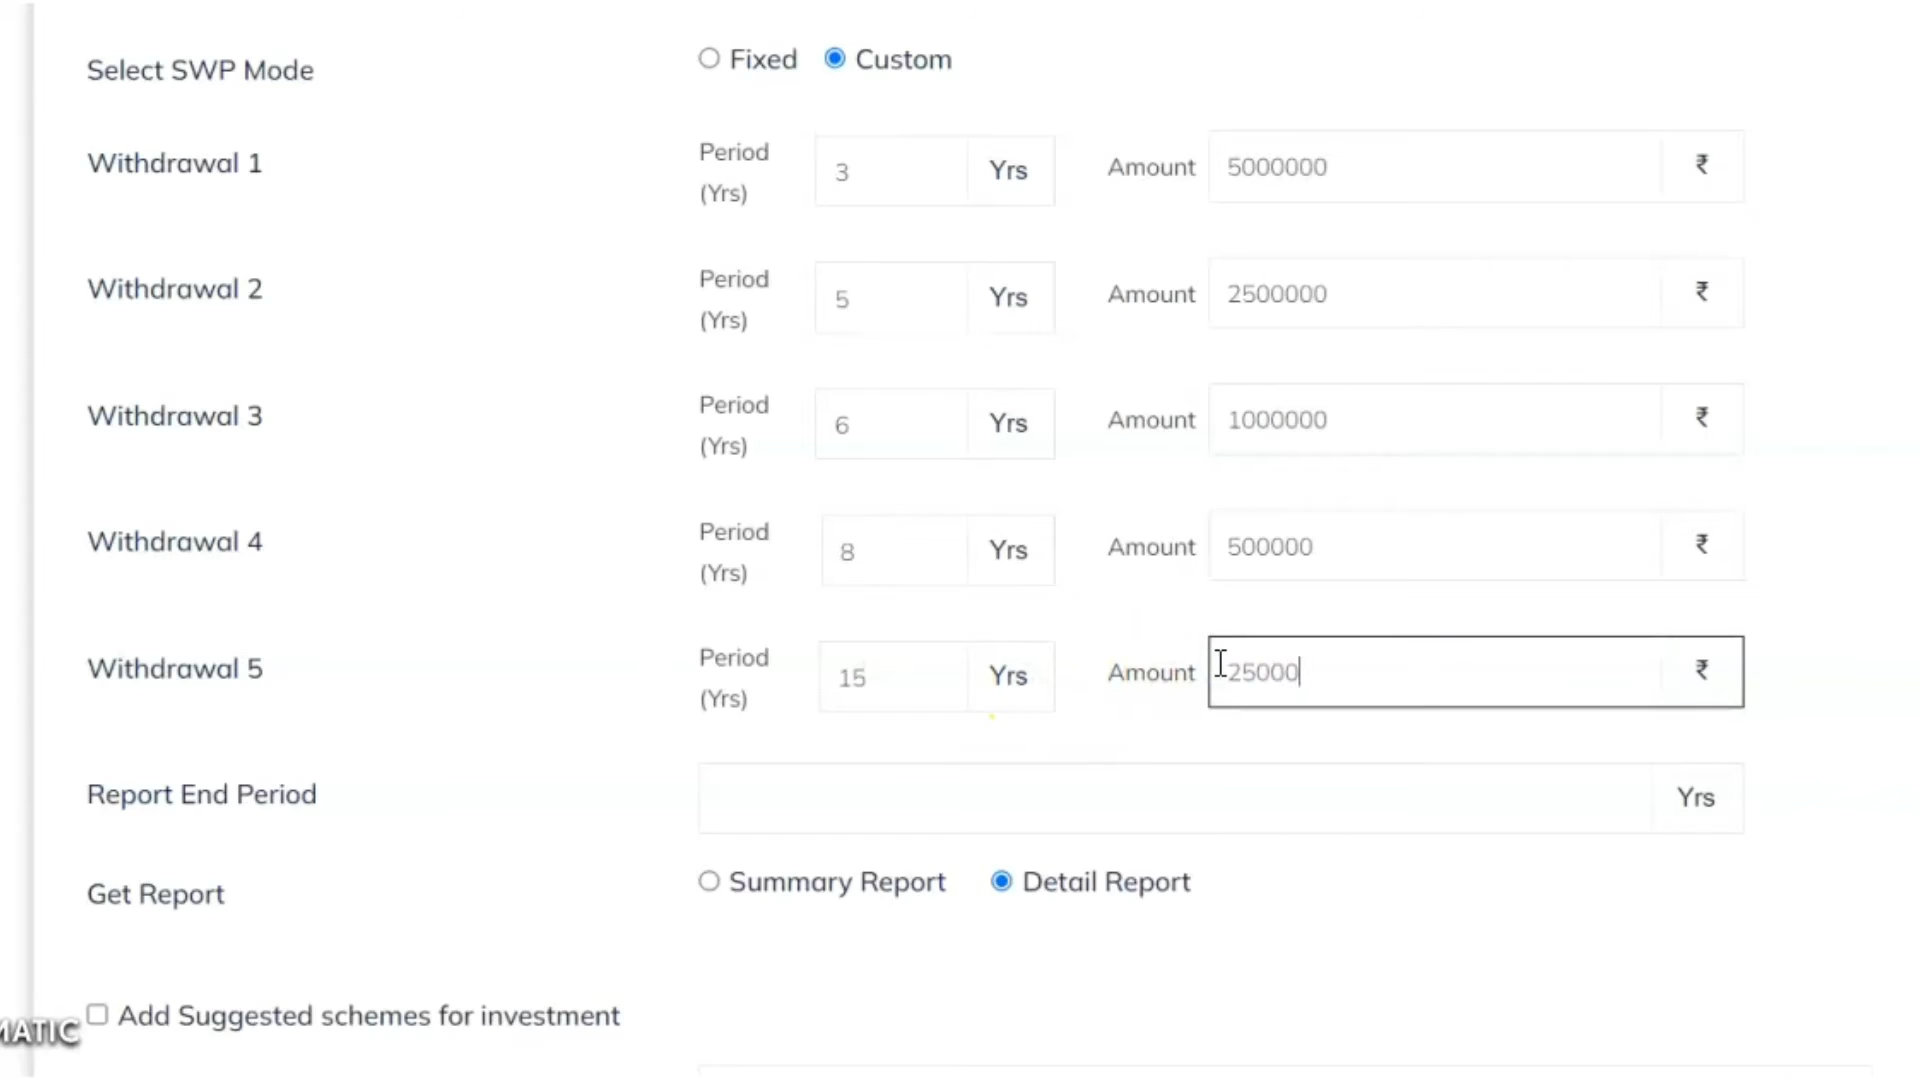 Select SWP Mode Fixed Custom
Withdrawal 1 Period (Yrs) 3 Yrs Amount 5000000 ₹
Withdrawal 2 Period (Yrs) 5 Yrs Amount 2500000 ₹
Withdrawal 3 Period (Yrs) 6 Yrs Amount 1000000 ₹
Withdrawal 4 Period (Yrs) 8 Yrs Amount 500000 ₹
Withdrawal 5 Period (Yrs) 15 Yrs Amount 25000 ₹
Report End Period Yrs
Get Report Summary Report Detail Report
Add Suggested schemes for investment
MATIC